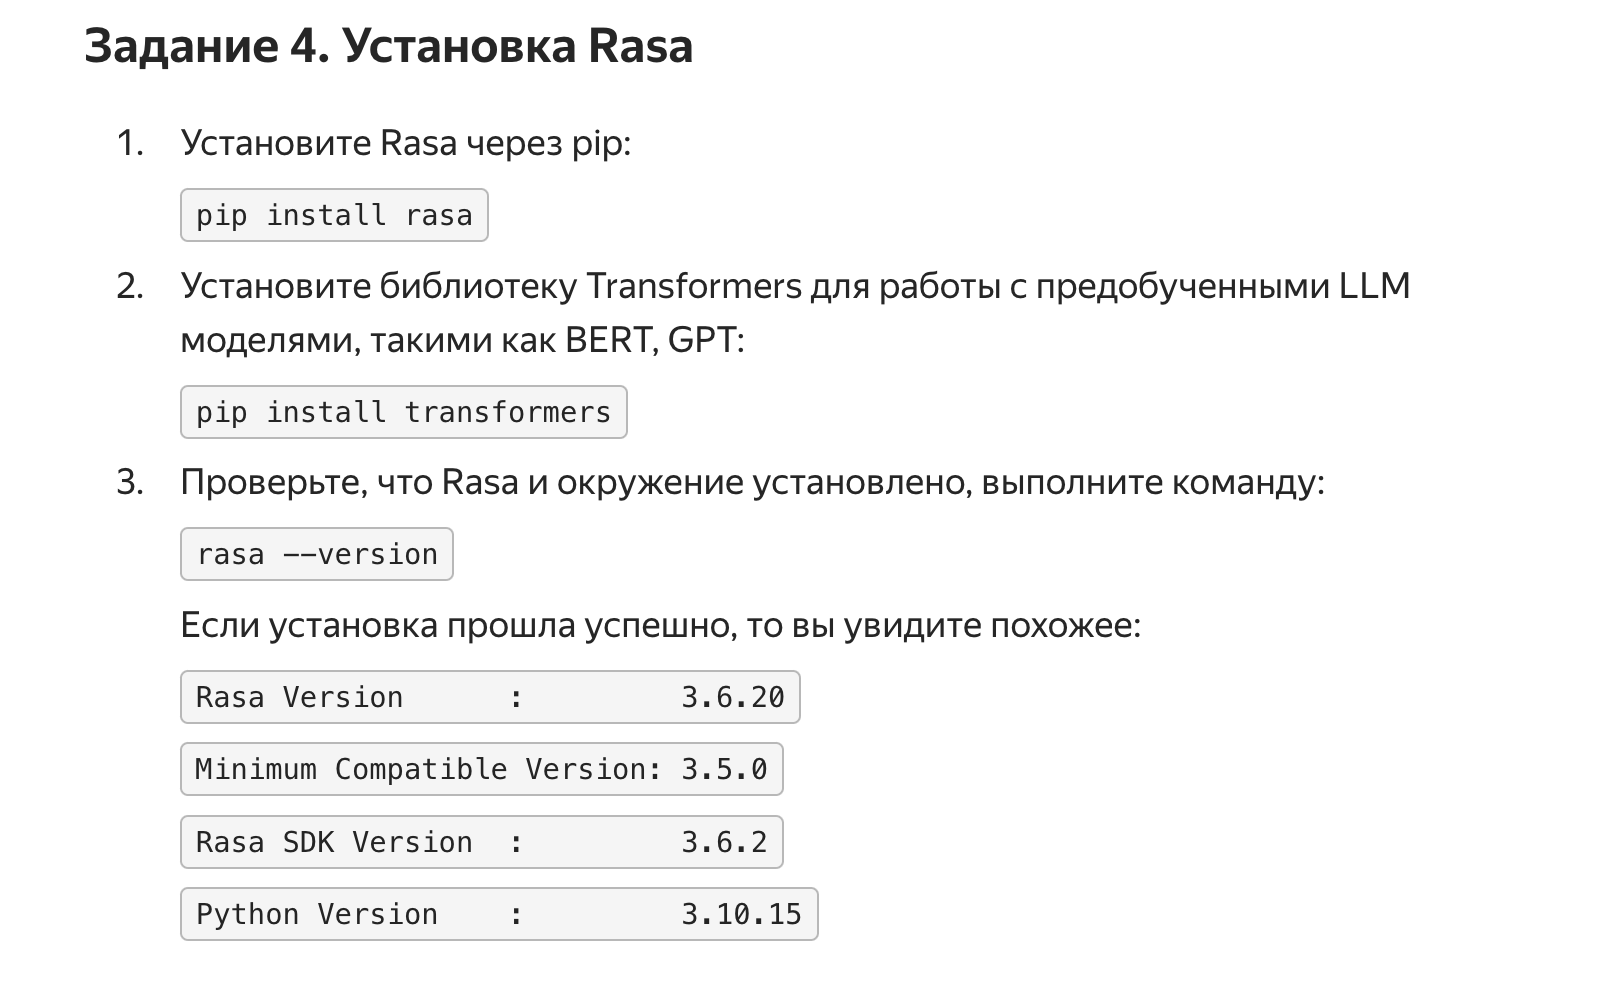 Задание 4. Установка Rasa
1. Установите Rasa через pip:
pip install rasa
2. Установите библиотеку Transformers для работы с предобученными LLM
моделями, такими как BERT, GPT:
pip install transformers
3. Проверьте, что Rasa и окружение установлено, выполните команду:
rasa --version
Если установка прошла успешно, то вы увидите похожее:
Rasa Version      :         3.6.20
Minimum Compatible Version: 3.5.0
Rasa SDK Version  :         3.6.2
Python Version    :         3.10.15